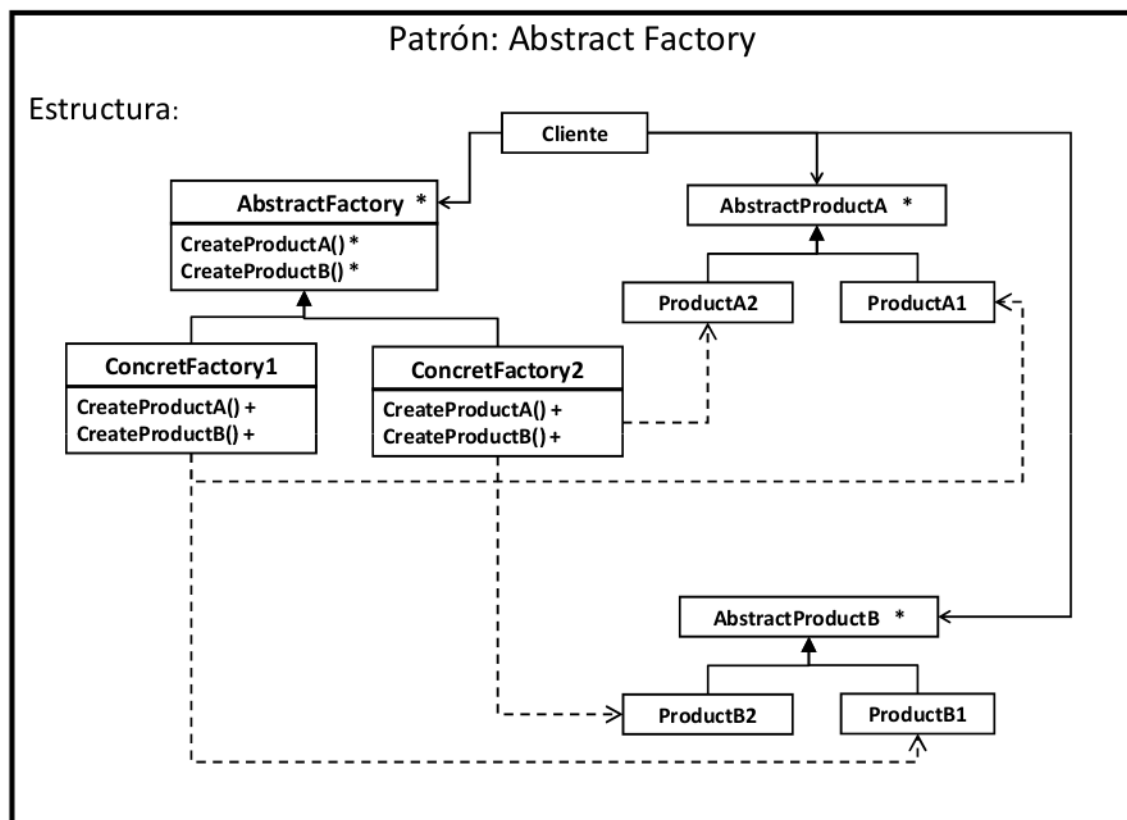 Patrón: Abstract Factory
Estructura:
Cliente
AbstractFactory *
CreateProductA() *
CreateProductB() *
AbstractProductA *
ProductA2
ProductA1
ConcretFactory1
CreateProductA() +
CreateProductB() +
ConcretFactory2
CreateProductA() +
CreateProductB() +
AbstractProductB *
ProductB2
ProductB1